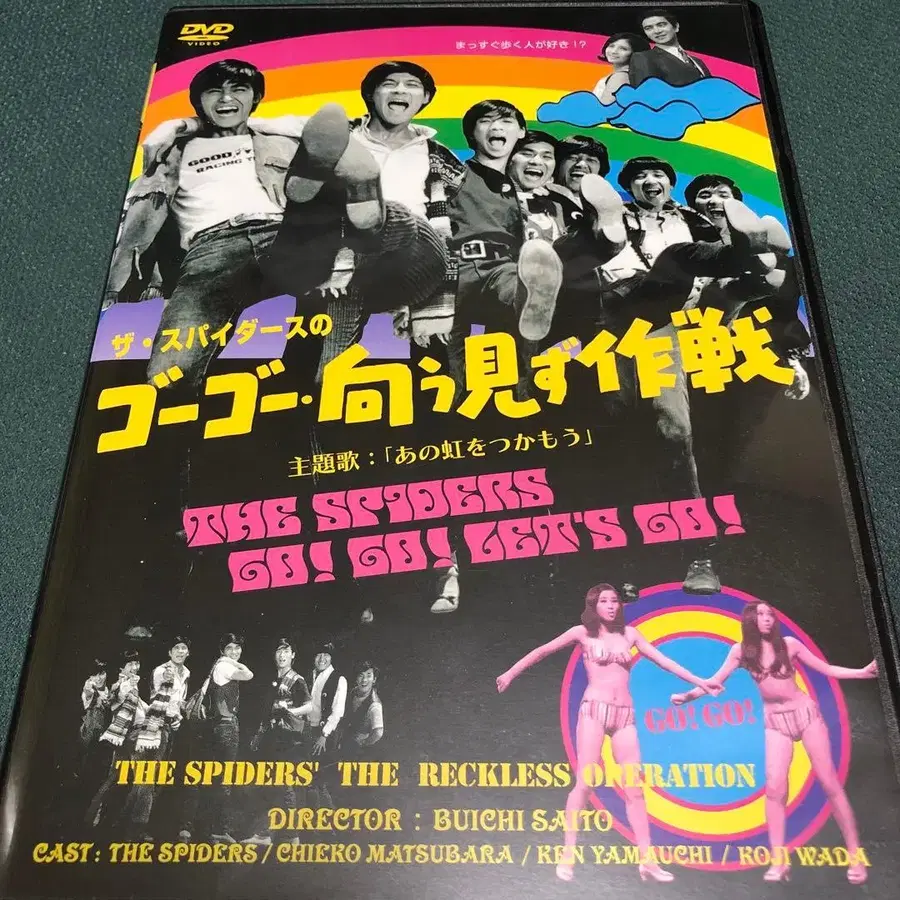 DVD
VIDEO
まっすぐ歩く人が好き!?
GOOD
RACING
ザ・スパイダースの
ゴーゴー・向う見ず作戦
主題歌:「あの虹をつかもう」
THE SPIDERS
GO! GO! LET'S GO!
GO! GO!
THE SPIDERS' THE RECKLESS OPERATION
DIRECTOR : BUICHI SAITO
CAST : THE SPIDERS / CHIEKO MATSUBARA / KEN YAMAUCHI / KOJI WADA